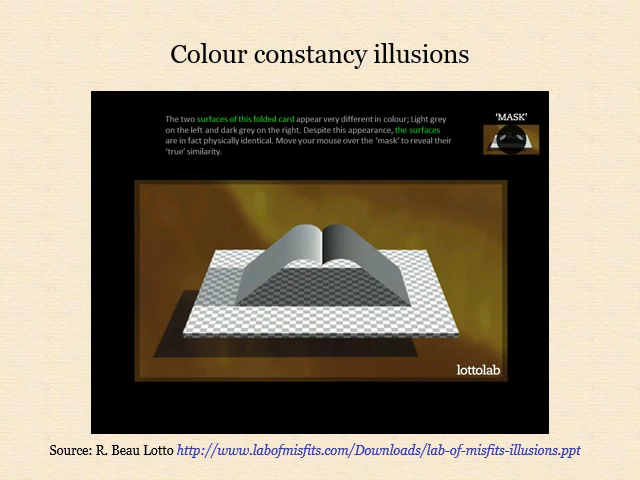 Colour constancy illusions
The two surfaces of this folded card appear very different in colour; Light grey
on the left and dark grey on the right. Despite this appearance, the surfaces
are in fact physically identical. Move your mouse over the ‘mask’ to reveal their
‘true’ similarity.
‘MASK’
lottolab
Source: R. Beau Lotto http://www.labofmisfits.com/Downloads/lab-of-misfits-illusions.ppt